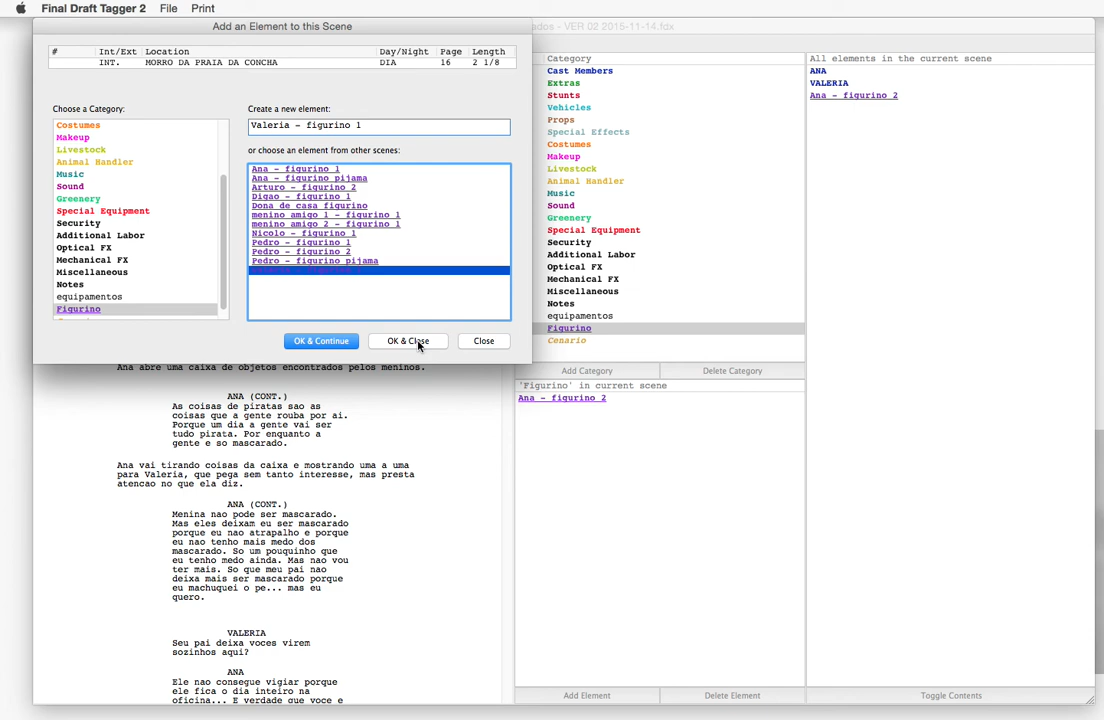 Final Draft Tagger 2 File Print
Add an Element to this Scene
ados - VER 02 2015-11-14.fdx
# Int/Ext Location Day/Night Page Length
INT. MORRO DA PRAIA DA CONCHA DIA 16 2 1/8
Choose a Category:
Costumes
Makeup
Livestock
Animal Handler
Music
Sound
Greenery
Special Equipment
Security
Additional Labor
Optical FX
Mechanical FX
Miscellaneous
Notes
equipamentos
Figurino
Create a new element:
Valeria - figurino 1
or choose an element from other scenes:
Ana - figurino 1
Ana - figurino pijama
Arturo - figurino 2
Digao - figurino 1
Dona de casa figurino
menino amigo 1 - figurino 1
menino amigo 2 - figurino 1
Nicolo - figurino 1
Pedro - figurino 1
Pedro - figurino 2
Pedro - figurino pijama
OK & Continue OK & Close Close
Category
Cast Members
Extras
Stunts
Vehicles
Props
Special Effects
Costumes
Makeup
Livestock
Animal Handler
Music
Sound
Greenery
Special Equipment
Security
Additional Labor
Optical FX
Mechanical FX
Miscellaneous
Notes
equipamentos
Figurino
Cenario
Add Category Delete Category
'Figurino' in current scene
Ana - figurino 2
Add Element Delete Element
All elements in the current scene
ANA
VALERIA
Ana - figurino 2
Toggle Contents
Ana abre uma caixa de objetos encontrados pelos meninos.
ANA (CONT.)
As coisas de piratas sao as
coisas que a gente rouba por ai.
Porque um dia a gente vai ser
tudo pirata. Por enquanto a
gente e so mascarado.
Ana vai tirando coisas da caixa e mostrando uma a uma
para Valeria, que pega sem tanto interesse, mas presta
atencao no que ela diz.
ANA (CONT.)
Menina nao pode ser mascarado.
Mas eles deixam eu ser mascarado
porque eu nao atrapalho e porque
eu nao tenho mais medo dos
mascarado. So um pouquinho que
eu tenho medo ainda. Mas nao vou
ter mais. So que meu pai nao
deixa mais ser mascarado porque
eu machuquei o pe... mas eu
quero.
VALERIA
Seu pai deixa voces virem
sozinhos aqui?
ANA
Ele nao consegue vigiar porque
ele fica o dia inteiro na
oficina... E verdade que voce e